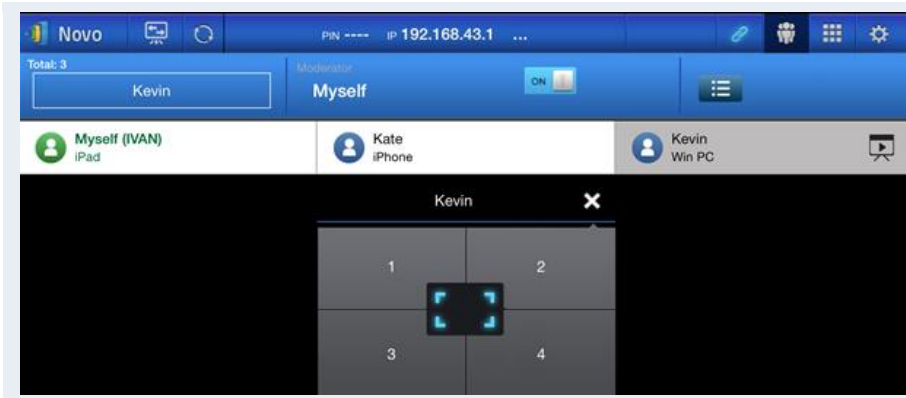 Novo PIN ---- IP 192.168.43.1 ...
Total: 3
Kevin
Moderator
Myself
ON
Myself (IVAN)
iPad
Kate
iPhone
Kevin
Win PC
Kevin
1 2
3 4